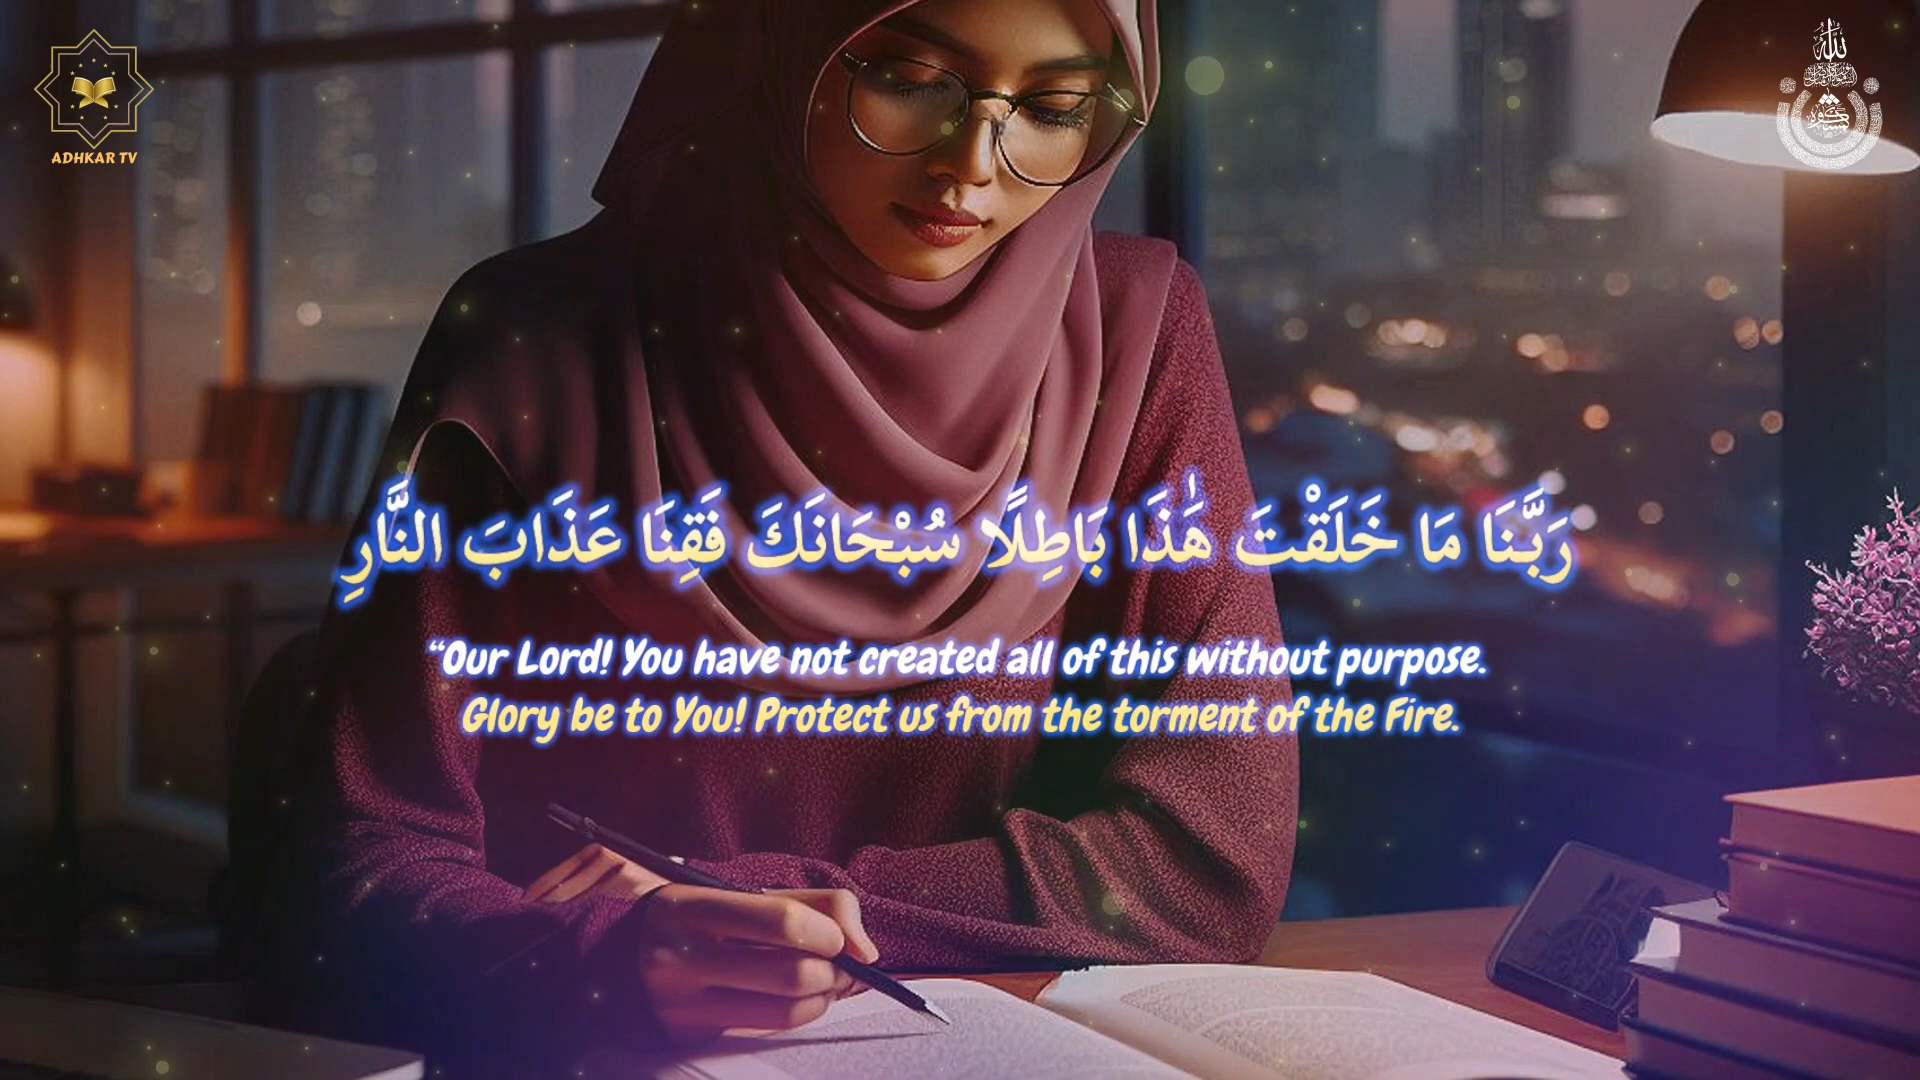 ADHKAR TV
رَبَّنَا مَا خَلَقْتَ هَٰذَا بَاطِلًا سُبْحَانَكَ فَقِنَا عَذَابَ النَّارِ
“Our Lord! You have not created all of this without purpose.
Glory be to You! Protect us from the torment of the Fire.